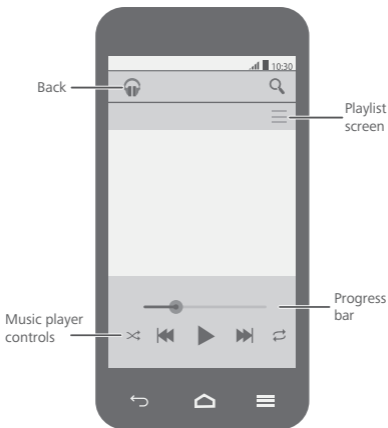 10:30
Back
Playlist
screen
Progress
bar
Music player
controls